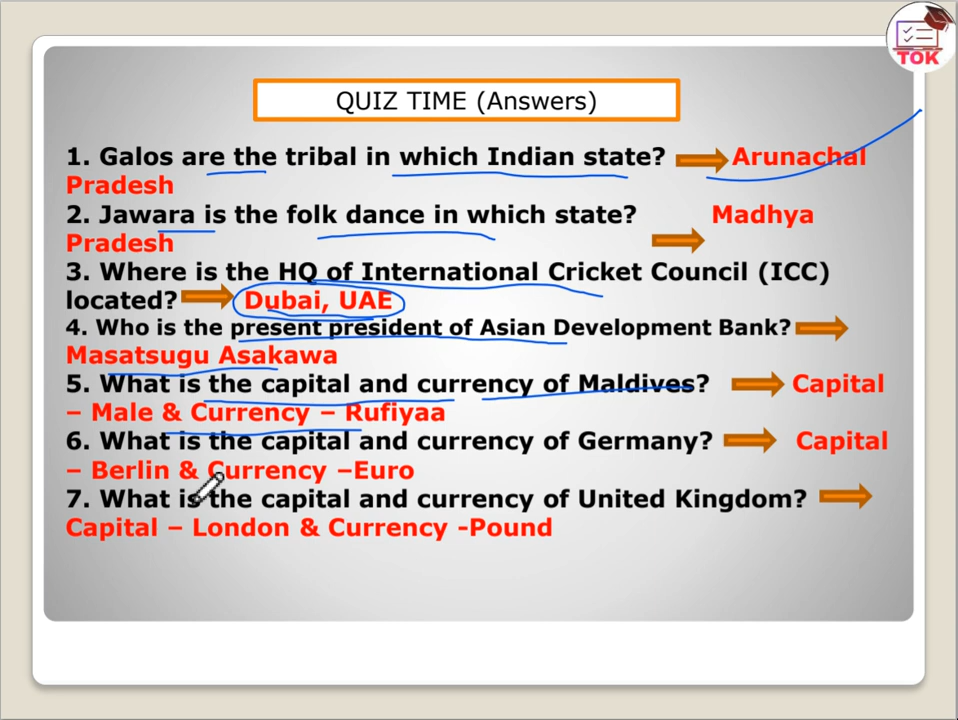 TOK
QUIZ TIME (Answers)
1. Galos are the tribal in which Indian state? Arunachal
Pradesh
2. Jawara is the folk dance in which state? Madhya
Pradesh
3. Where is the HQ of International Cricket Council (ICC)
located? Dubai, UAE
4. Who is the present president of Asian Development Bank?
Masatsugu Asakawa
5. What is the capital and currency of Maldives? Capital
– Male & Currency – Rufiyaa
6. What is the capital and currency of Germany? Capital
– Berlin & Currency –Euro
7. What is the capital and currency of United Kingdom?
Capital – London & Currency -Pound